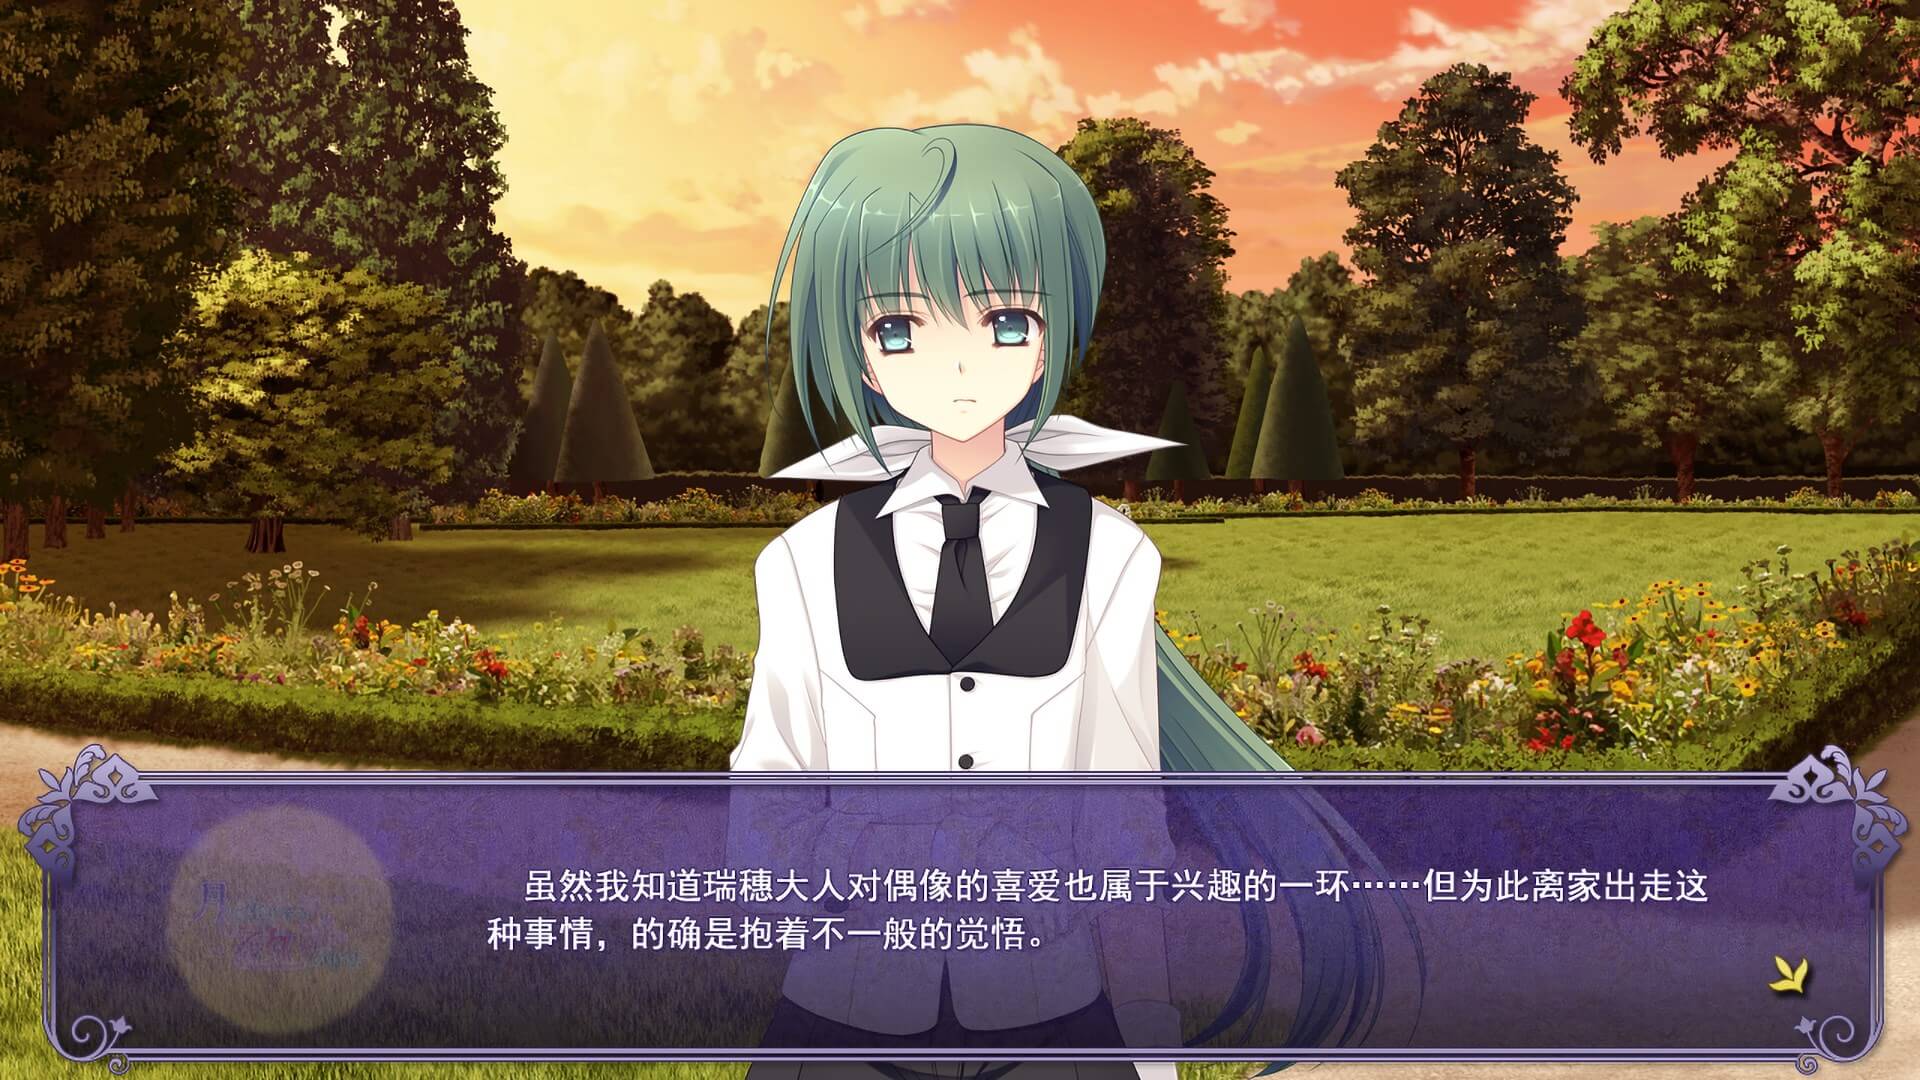 虽然我知道瑞穗大人对偶像的喜爱也属于兴趣的一环……但为此离家出走这
种事情，的确是抱着不一般的觉悟。